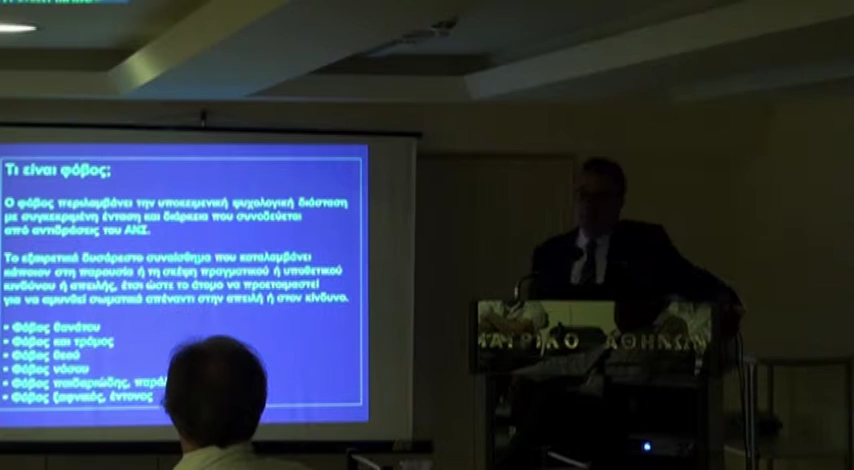 Τι είναι φόβος;
Ο φόβος περιλαμβάνει την υποκειμενική ψυχολογική διάσταση
με συγκεκριμένη ένταση και διάρκεια που συνοδεύεται
από αντιδράσεις του ΑΝΣ.
Το εξαιρετικά δυσάρεστο συναίσθημα που καταλαμβάνει
κάποιον στη παρουσία ή τη σκέψη πραγματικού ή υποθετικού
κινδύνου ή απειλής, έτσι ώστε το άτομο να προετοιμαστεί
για να αμυνθεί σωματικά απέναντι στην απειλή ή στον κίνδυνο.
• Φόβος θανάτου
• Φόβος και τρόμος
• Φόβος θεού
• Φόβος νόσου
• Φόβος παιδαριώδης,
• Φόβος ξαφνικός, έντονος
ΙΑΤΡΙΚΟ ΑΘΗΝΩΝ